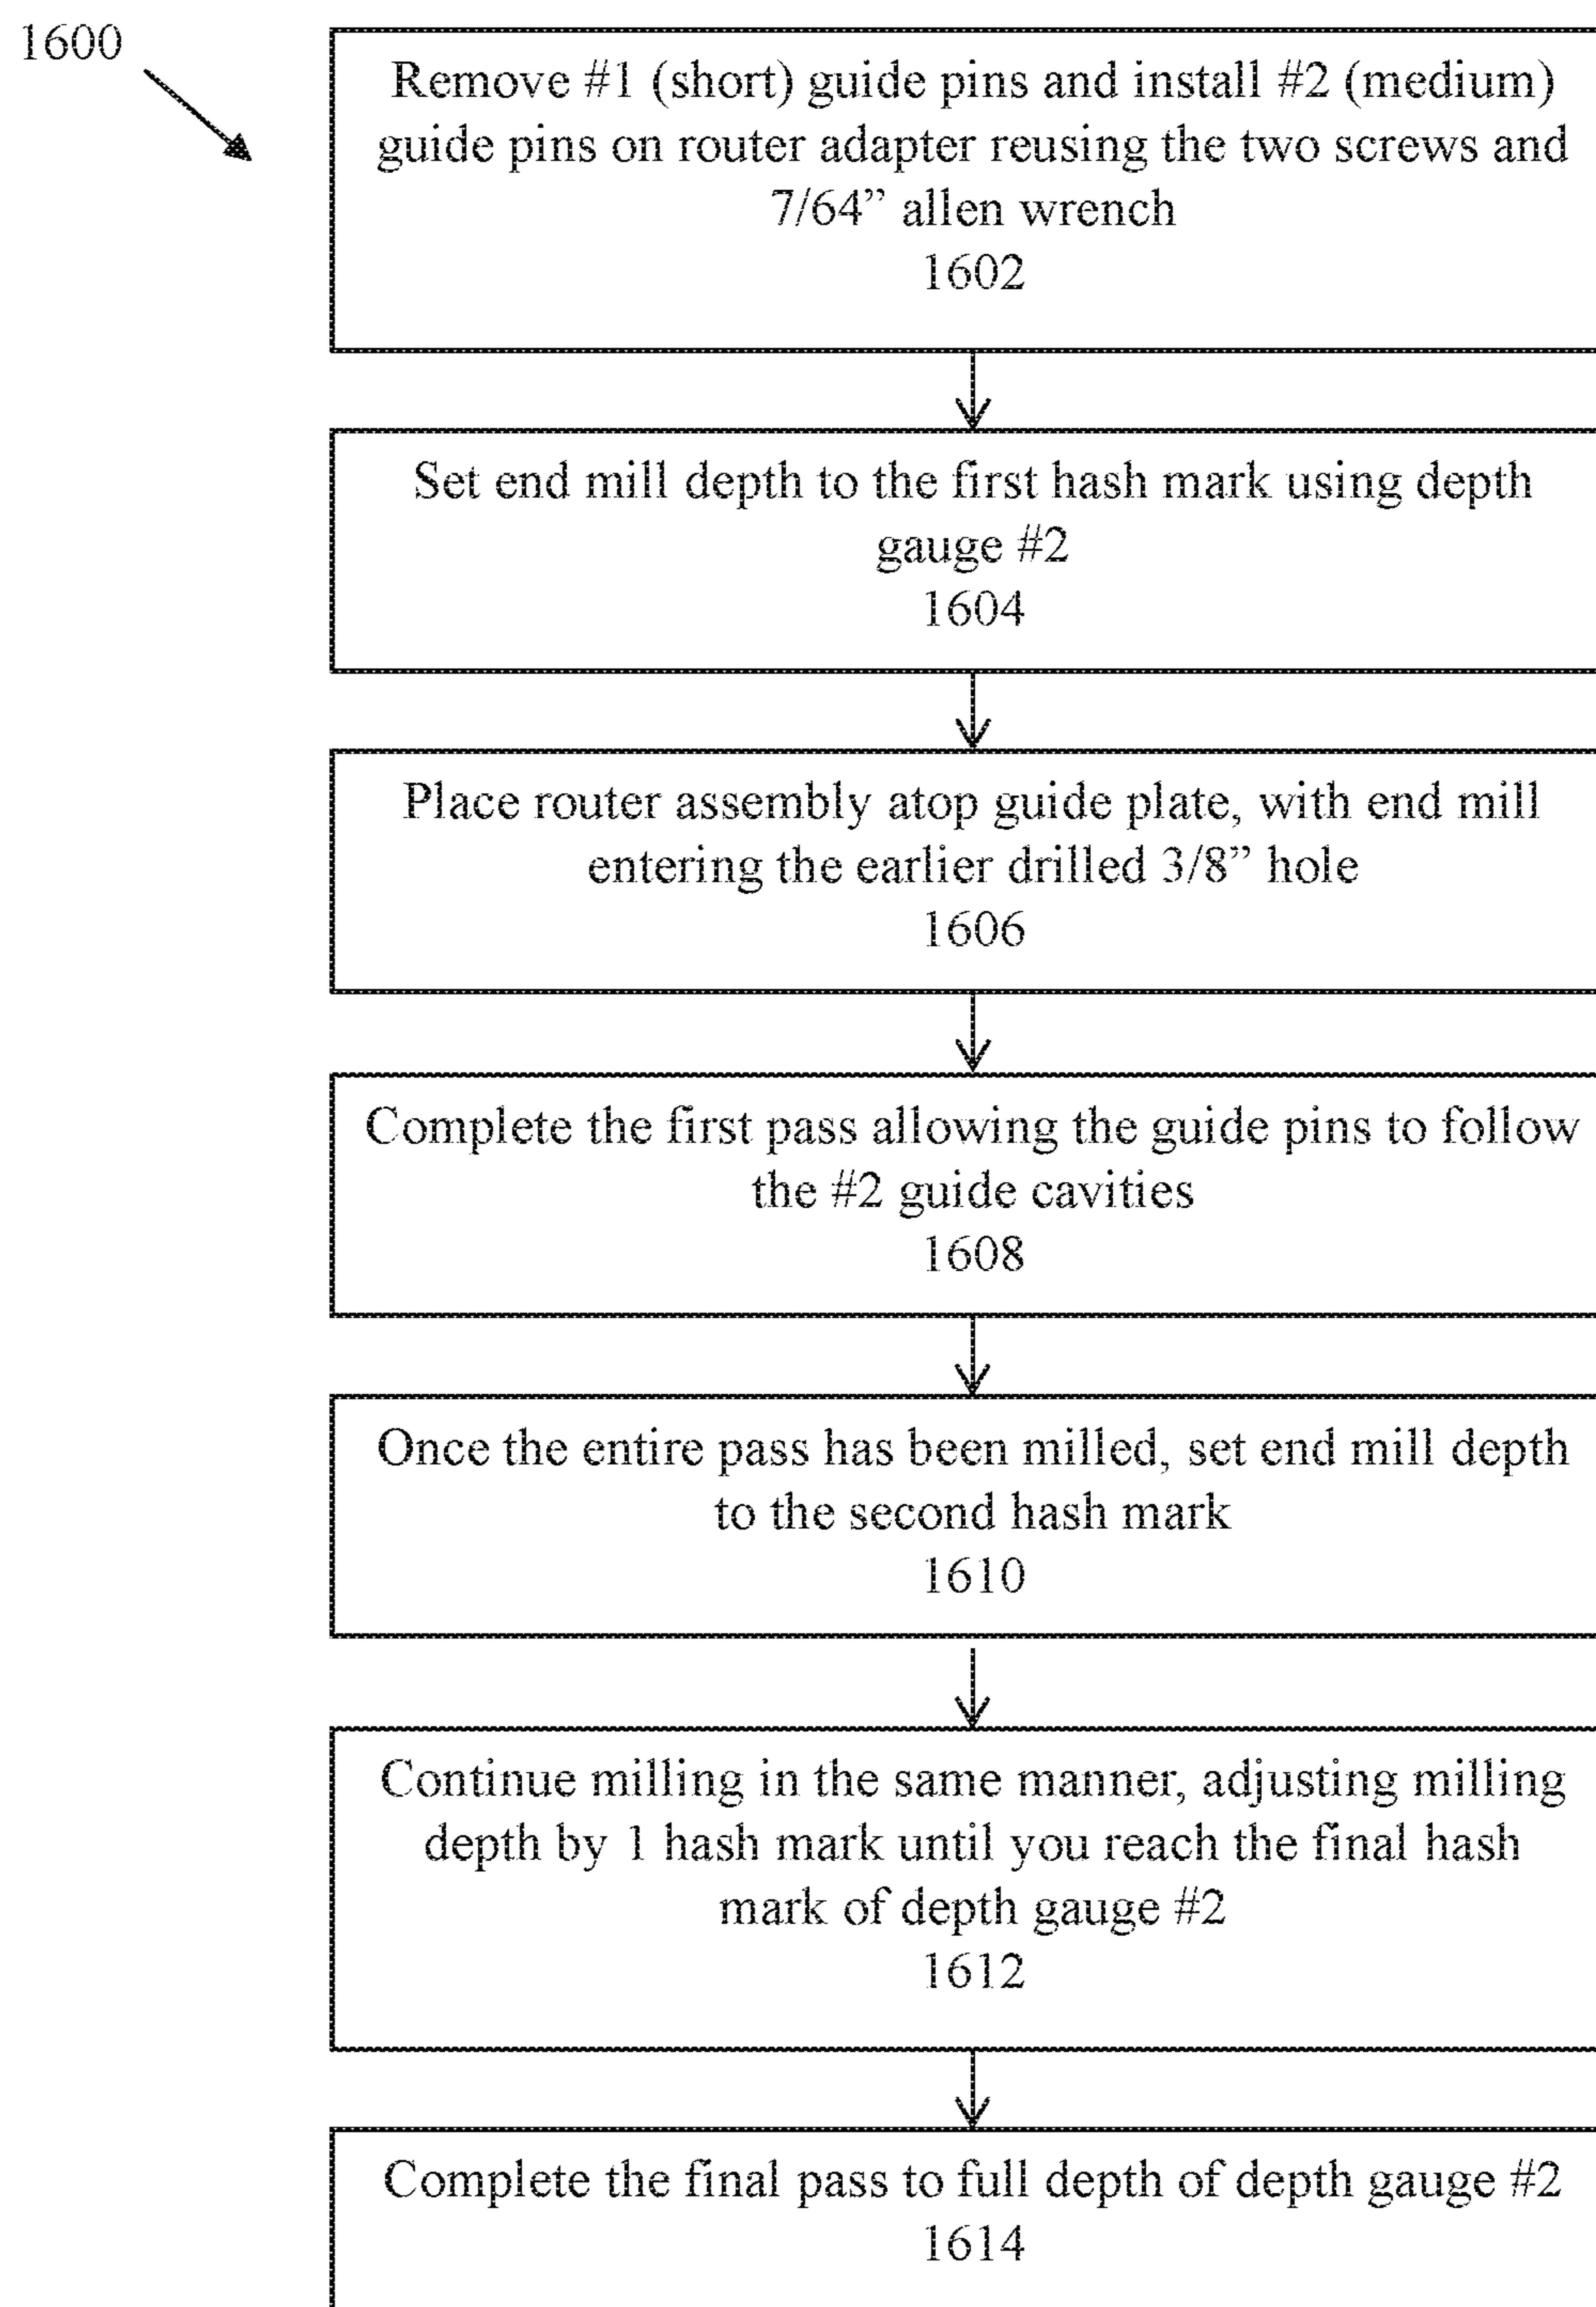 1600
Remove #1 (short) guide pins and install #2 (medium)
guide pins on router adapter reusing the two screws and
7/64” allen wrench
1602
Set end mill depth to the first hash mark using depth
gauge #2
1604
Place router assembly atop guide plate, with end mill
entering the earlier drilled 3/8” hole
1606
Complete the first pass allowing the guide pins to follow
the #2 guide cavities
1608
Once the entire pass has been milled, set end mill depth
to the second hash mark
1610
Continue milling in the same manner, adjusting milling
depth by 1 hash mark until you reach the final hash
mark of depth gauge #2
1612
Complete the final pass to full depth of depth gauge #2
1614